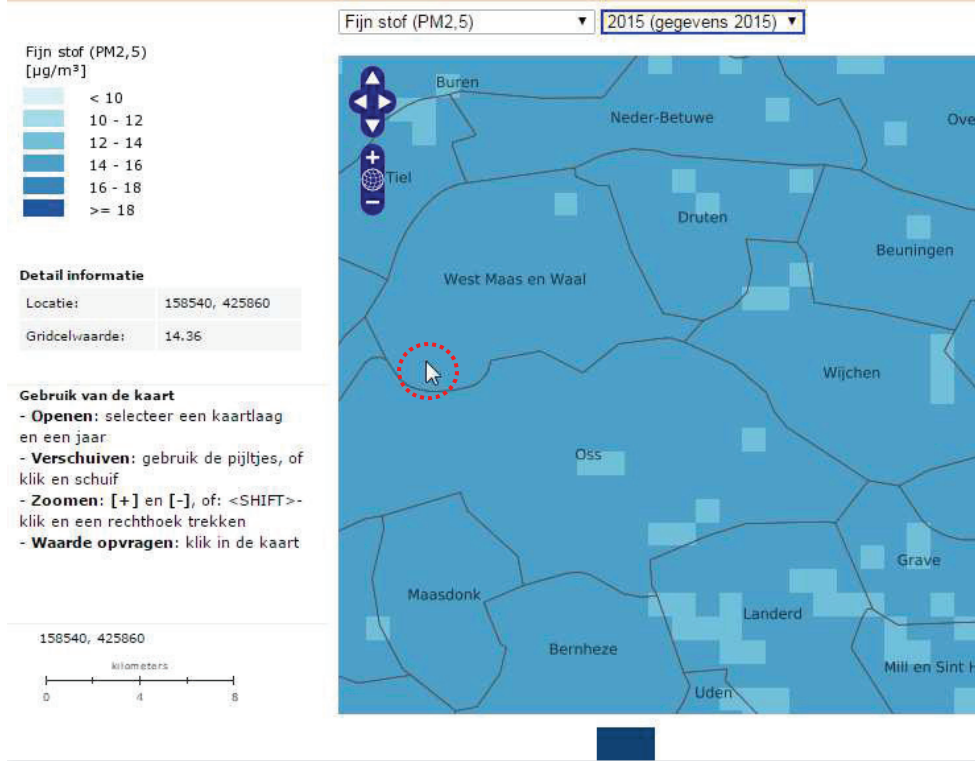 Fijn stof (PM2,5)
2015 (gegevens 2015)
Fijn stof (PM2,5)
[µg/m³]
< 10
10 - 12
12 - 14
14 - 16
16 - 18
>= 18
Detail informatie
Locatie: 158540, 425860
Gridcelwaarde: 14.36
Gebruik van de kaart
- Openen: selecteer een kaartlaag
en een jaar
- Verschuiven: gebruik de pijltjes, of
klik en schuif
- Zoomen: [+] en [-], of: <SHIFT>-
klik en een rechthoek trekken
- Waarde opvragen: klik in de kaart
158540, 425860
kilometers
0 4 8
Buren
Neder-Betuwe
Ove
Tiel
Druten
Beuningen
West Maas en Waal
Wijchen
Oss
Grave
Maasdonk
Landerd
Bernheze
Mill en Sint H
Uden